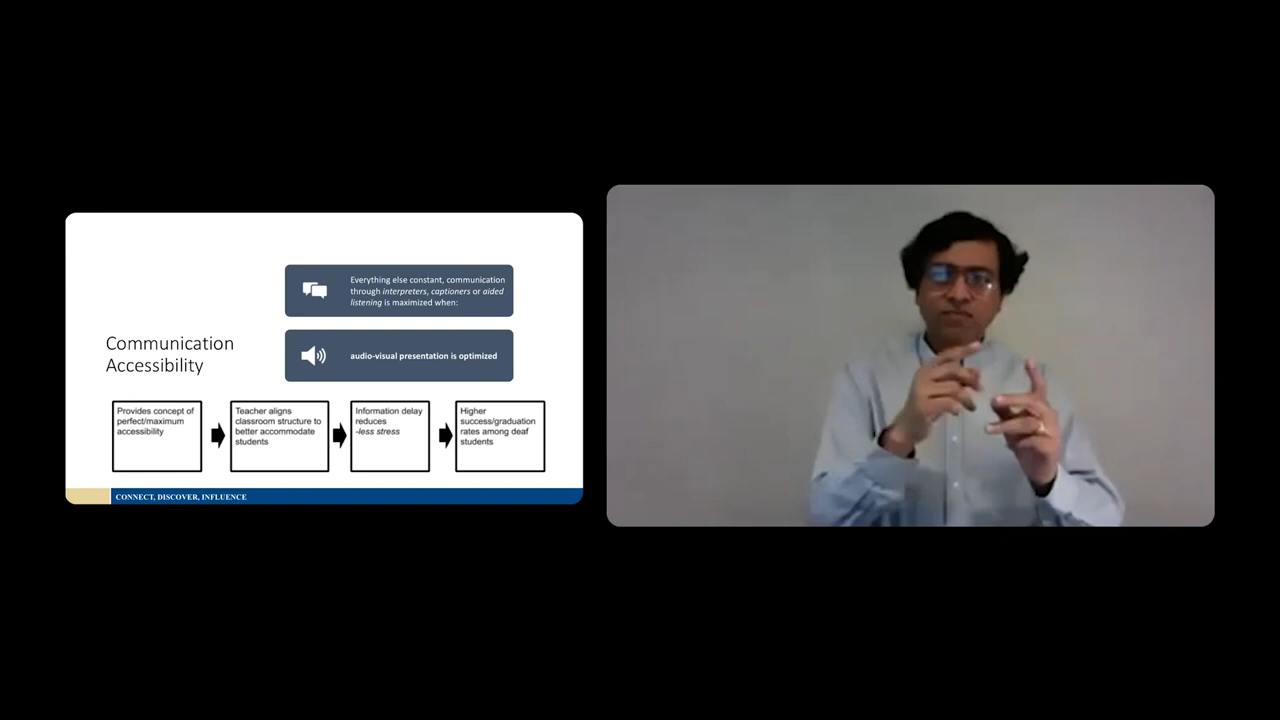 Everything else constant, communication
through interpreters, captioners or aided
listening is maximized when:
Communication
Accessibility
audio-visual presentation is optimized
Provides concept of
perfect/maximum
accessibility
Teacher aligns
classroom structure to
better accommodate
students
Information delay
reduces
-less stress
Higher
success/graduation
rates among deaf
students
CONNECT, DISCOVER, INFLUENCE